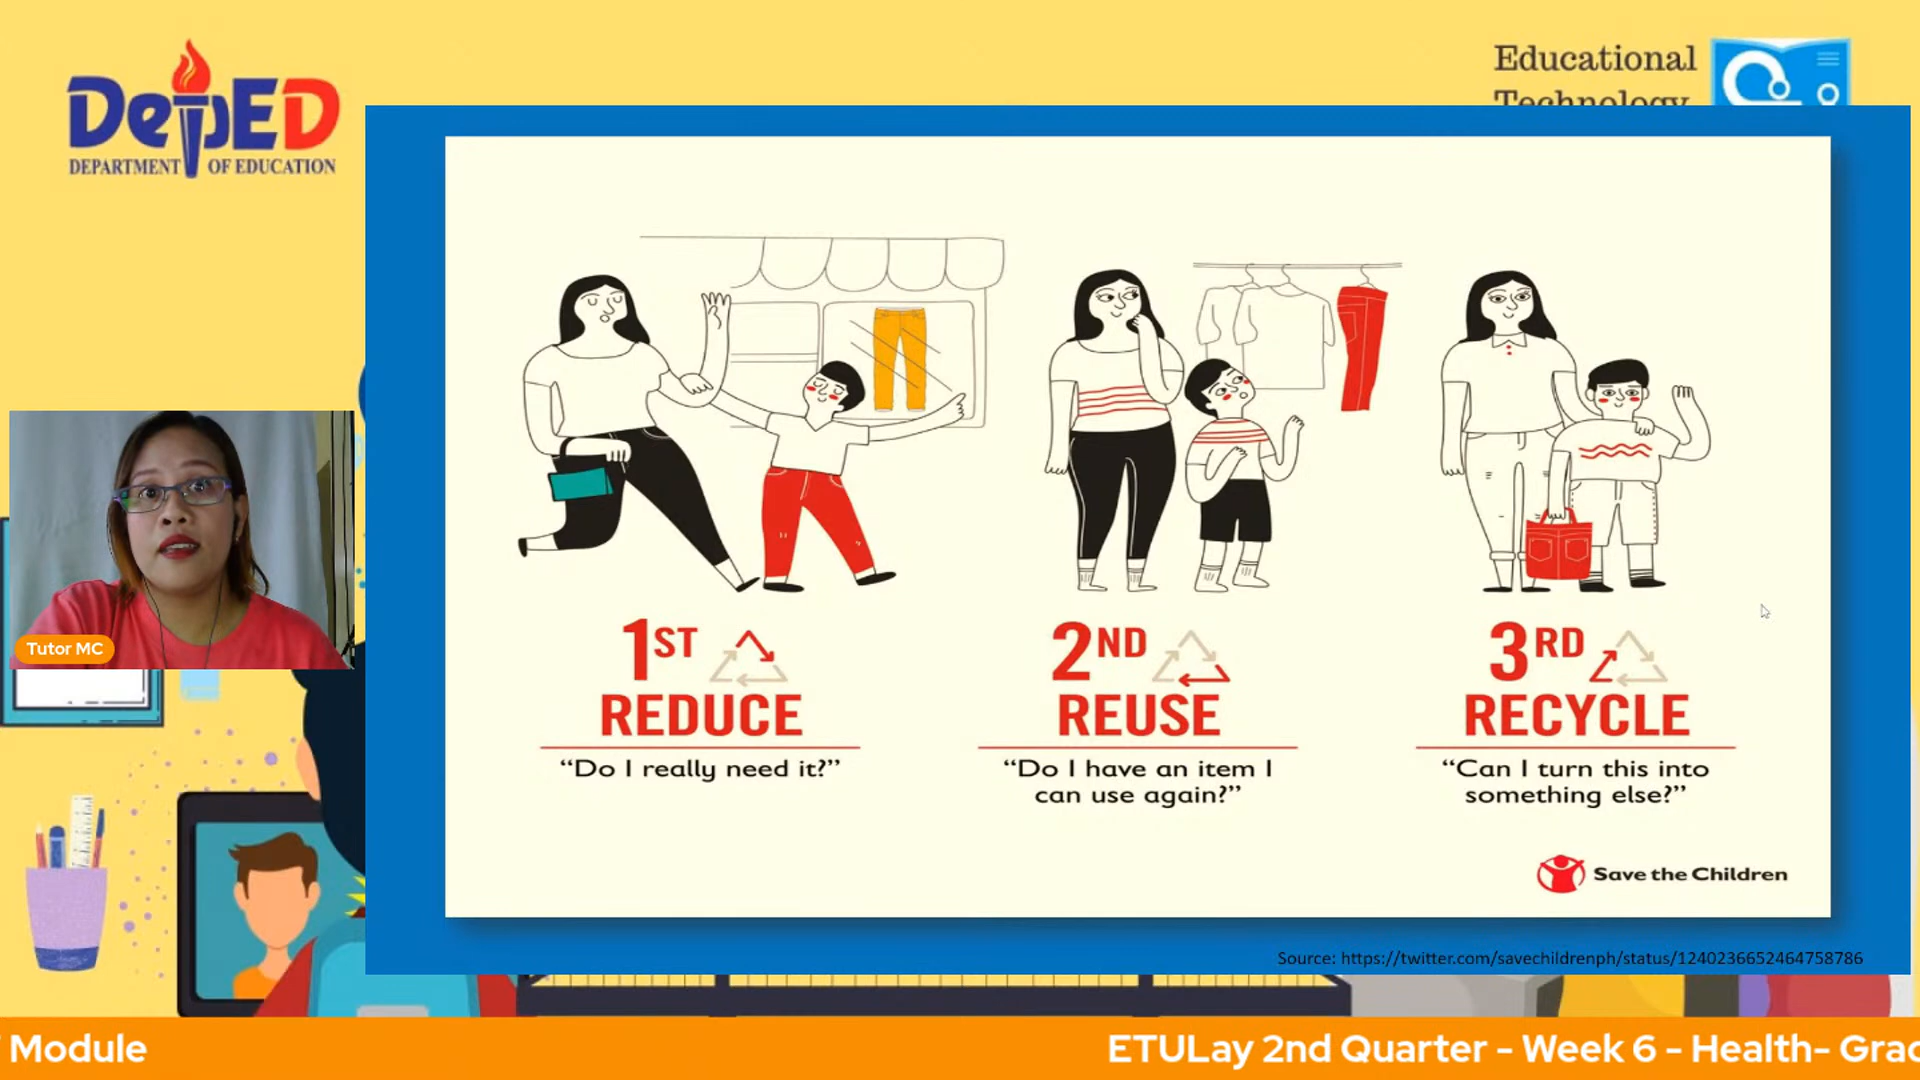 DepED
DEPARTMENT OF EDUCATION
Educational
Technology
Tutor MC
1ST
REDUCE
“Do I really need it?”
2ND
REUSE
“Do I have an item I
can use again?”
3RD
RECYCLE
“Can I turn this into
something else?”
Save the Children
Source: https://twitter.com/savechildrenph/status/1240236652464758786
Module
ETULay 2nd Quarter - Week 6 - Health- Grad